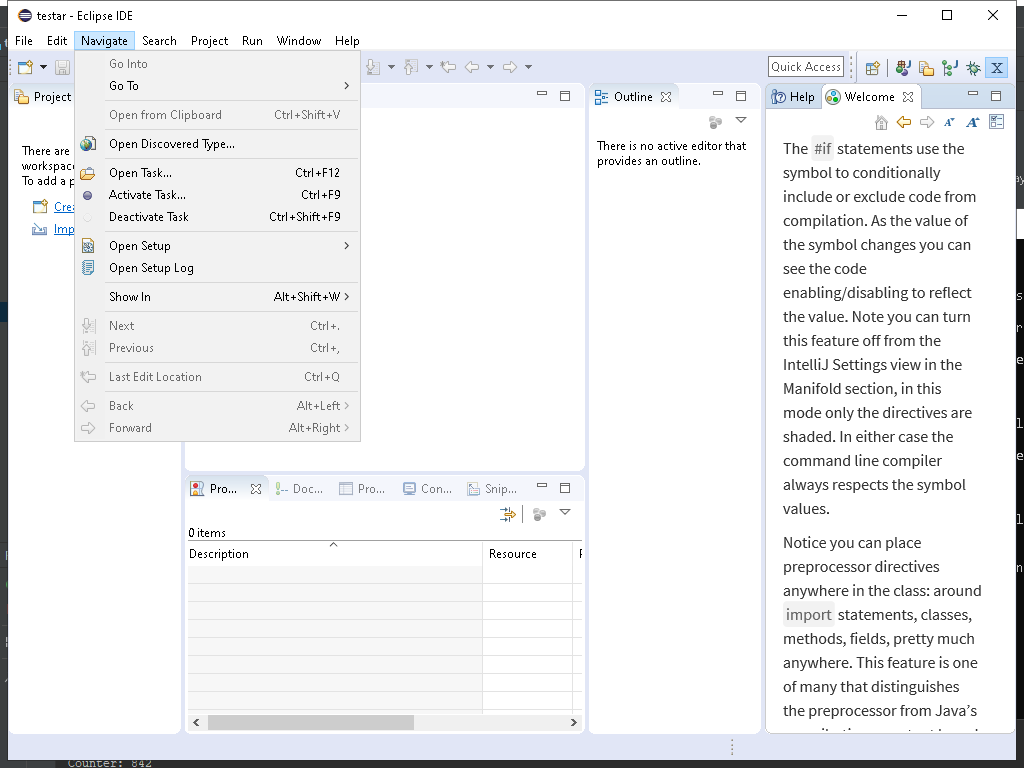 testar - Eclipse IDE
File Edit Navigate Search Project Run Window Help
Quick Access
Go Into
Go To
Open from Clipboard Ctrl+Shift+V
Open Discovered Type...
Open Task... Ctrl+F12
Activate Task... Ctrl+F9
Deactivate Task Ctrl+Shift+F9
Open Setup
Open Setup Log
Show In Alt+Shift+W
Next Ctrl+.
Previous Ctrl+,
Last Edit Location Ctrl+Q
Back Alt+Left
Forward Alt+Right
Project
There are
workspac
To add a p
Crea
Imp
Outline
There is no active editor that
provides an outline.
Help Welcome
The #if statements use the
symbol to conditionally
include or exclude code from
compilation. As the value of
the symbol changes you can
see the code
enabling/disabling to reflect
the value. Note you can turn
this feature off from the
IntelliJ Settings view in the
Manifold section, in this
mode only the directives are
shaded. In either case the
command line compiler
always respects the symbol
values.
Notice you can place
preprocessor directives
anywhere in the class: around
import statements, classes,
methods, fields, pretty much
anywhere. This feature is one
of many that distinguishes
the preprocessor from Java's
Pro... Doc... Pro... Con... Snip...
0 items
Description Resource
Counter: 842